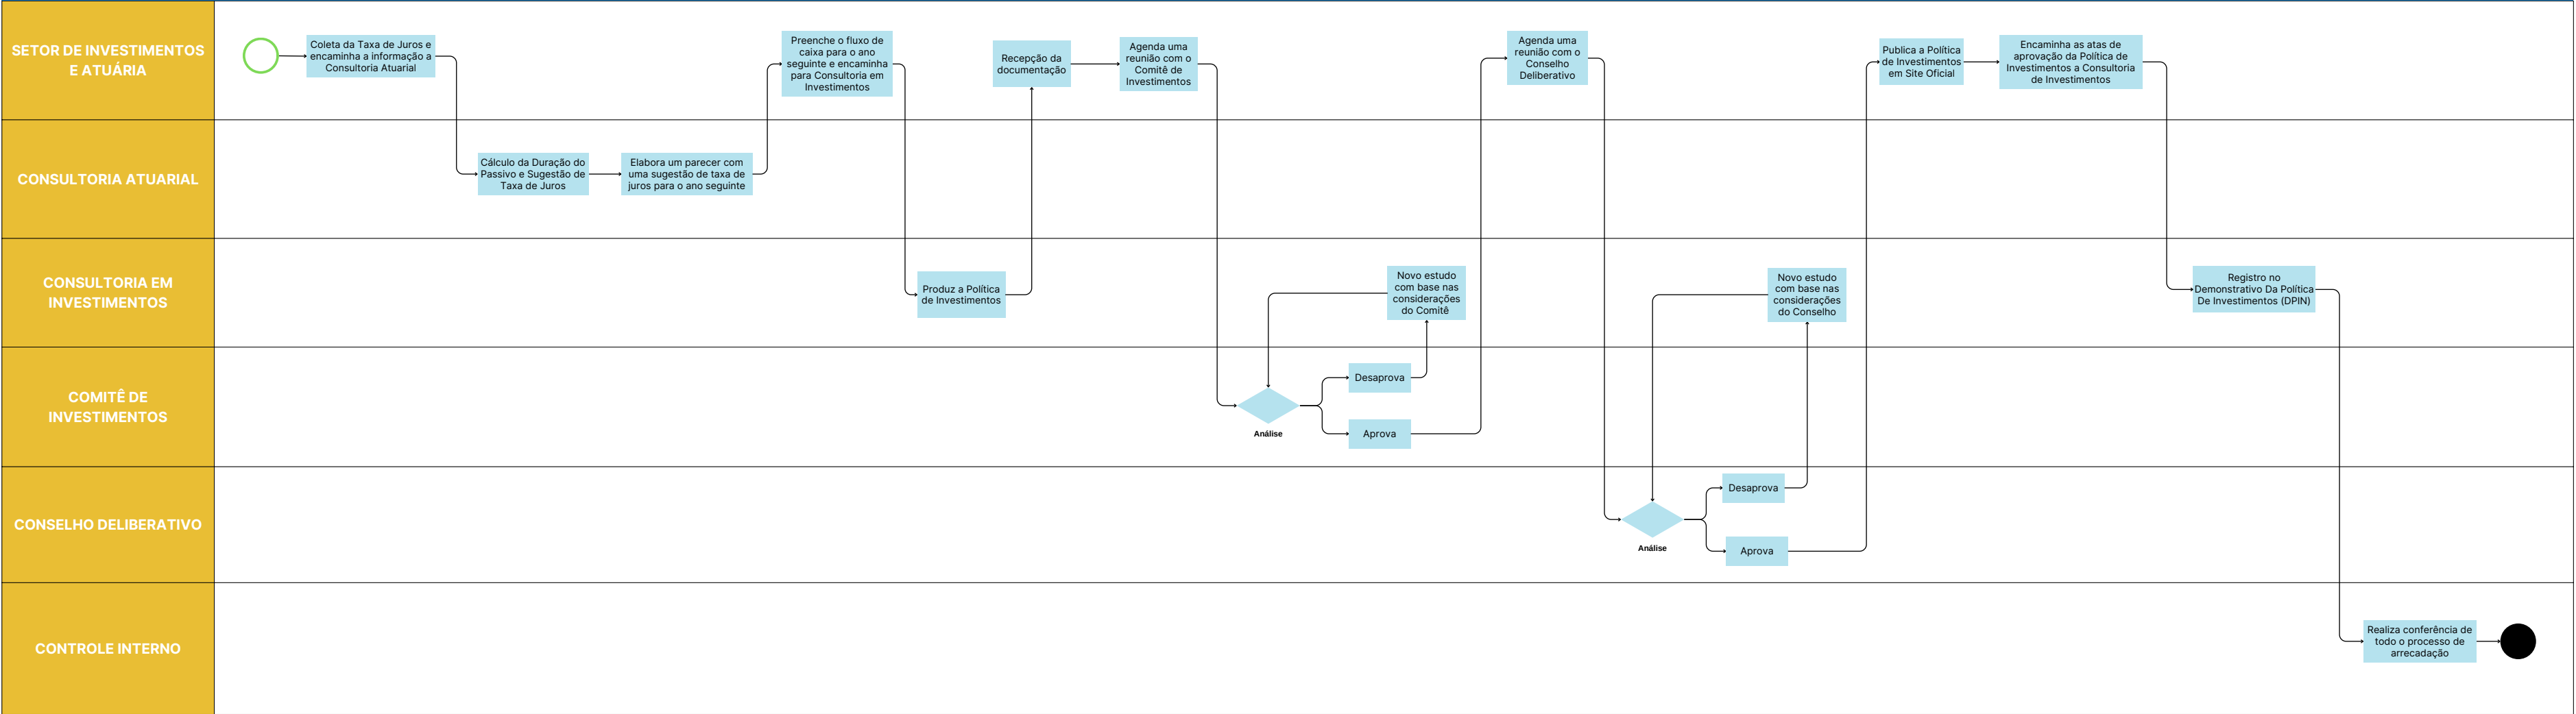 SETOR DE INVESTIMENTOS
E ATUÁRIA
Coleta da Taxa de Juros e
encaminha a informação a
Consultoria Atuarial
Preenche o fluxo de
caixa para o ano
seguinte e encaminha
para Consultoria em
Investimentos
Recepção da
documentação
Agenda uma
reunião com o
Comitê de
Investimentos
Agenda uma
reunião com o
Conselho
Deliberativo
Publica a Política
de Investimentos
em Site Oficial
Encaminha as atas de
aprovação da Política de
Investimentos a Consultoria
de Investimentos
CONSULTORIA ATUARIAL
Cálculo da Duração do
Passivo e Sugestão de
Taxa de Juros
Elabora um parecer com
uma sugestão de taxa de
juros para o ano seguinte
CONSULTORIA EM
INVESTIMENTOS
Produz a Política
de Investimentos
Novo estudo
com base nas
considerações
do Comitê
Novo estudo
com base nas
considerações
do Conselho
Registro no
Demonstrativo Da Política
De Investimentos (DPIN)
COMITÊ DE
INVESTIMENTOS
Análise
Desaprova
Aprova
CONSELHO DELIBERATIVO
Análise
Desaprova
Aprova
CONTROLE INTERNO
Realiza conferência de
todo o processo de
arrecadação